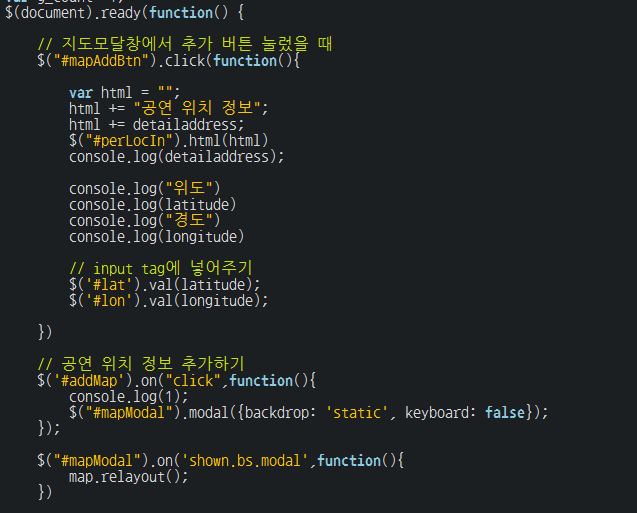 $(document).ready(function() {
// 지도모달창에서 추가 버튼 눌렀을 때
$("#mapAddBtn").click(function(){
var html = "";
html += "공연 위치 정보";
html += detailaddress;
$("#perLocIn").html(html)
console.log(detailaddress);
console.log("위도")
console.log(latitude)
console.log("경도")
console.log(longitude)
// input tag에 넣어주기
$('#lat').val(latitude);
$('#lon').val(longitude);
})
// 공연 위치 정보 추가하기
$('#addMap').on("click",function(){
console.log(1);
$("#mapModal").modal({backdrop: 'static', keyboard: false});
});
$("#mapModal").on('shown.bs.modal',function(){
map.relayout();
})